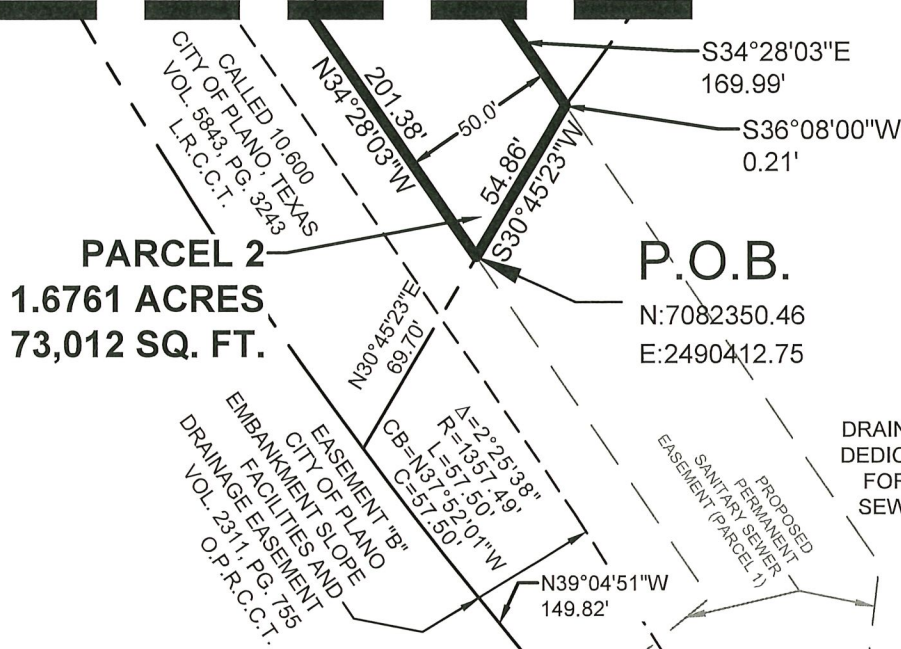 S34°28'03"E
169.99'
S36°08'00"W
0.21'
CALLED 10.600
CITY OF PLANO, TEXAS
VOL. 5843, PG. 3243
L.R.C.C.T.
201.38'
N34°28'03"W
50.0'
54.86'
S30°45'23"W
PARCEL 2
1.6761 ACRES
73,012 SQ. FT.
P.O.B.
N:7082350.46
E:2490412.75
N30°45'23"E
69.70'
Δ=2°25'38"
R=1357.49'
L=57.50'
CB=N37°52'01"W
C=57.50'
EASEMENT "B"
CITY OF PLANO
EMBANKMENT SLOPE
FACILITIES AND
DRAINAGE EASEMENT
VOL. 2311, PG. 755
O.P.R.C.C.T.
N39°04'51"W
149.82'
PROPOSED
PERMANENT
SANITARY SEWER
EASEMENT (PARCEL 1)
DRAIN
DEDIC
FOR
SEW